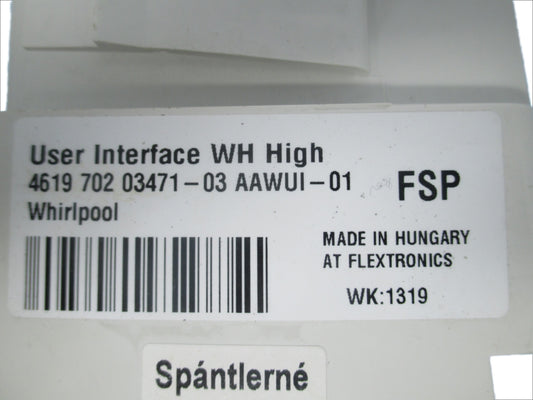 User Interface WH High
4619 702 03471-03 AAWUI-01
FSP
Whirlpool
MADE IN HUNGARY
AT FLEXTRONICS
WK:1319
Spántlerné